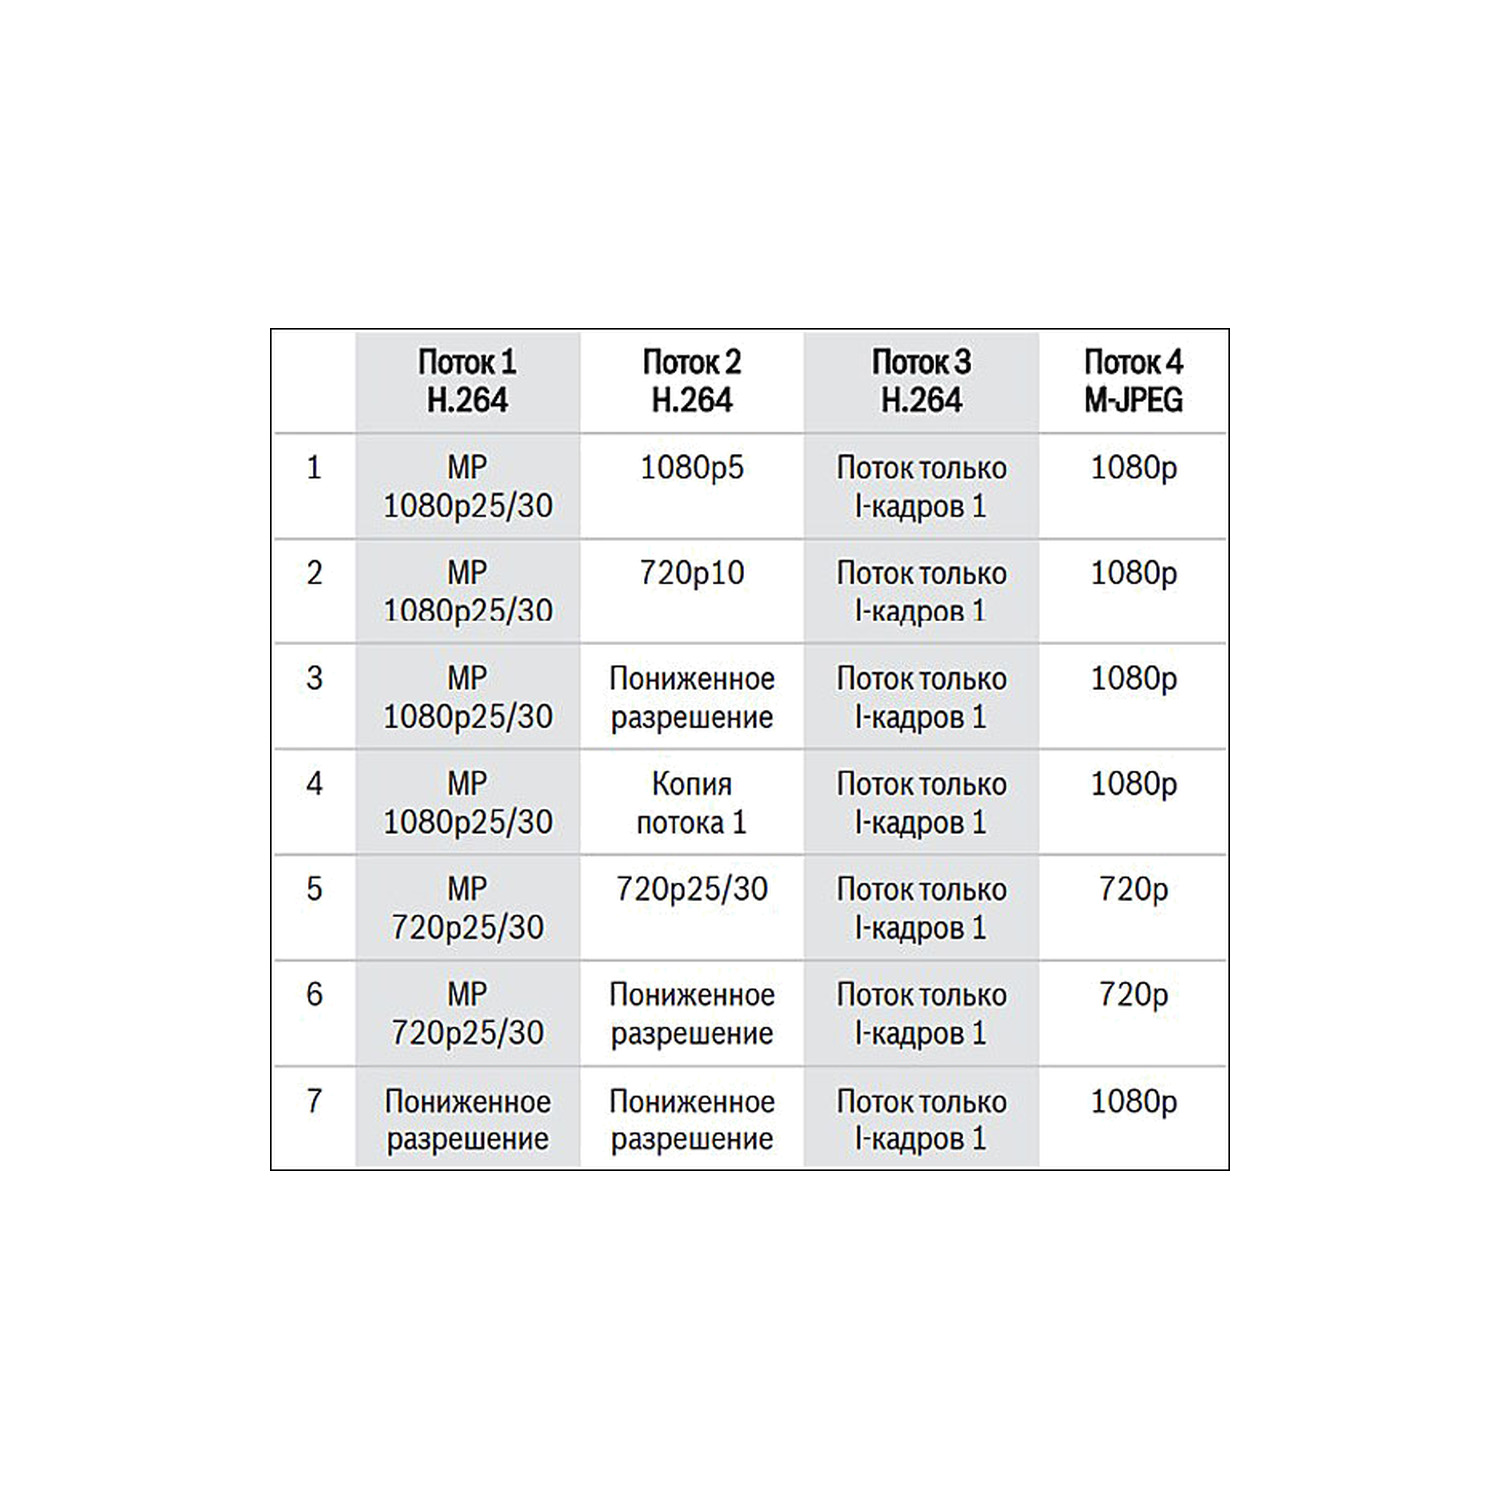 Поток 1 Поток 2 Поток 3 Поток 4
H.264 H.264 H.264 M-JPEG
1 MP 1080p5 Поток только 1080p
1080p25/30 I-кадров 1
2 MP 720p10 Поток только 1080p
1080p25/30 I-кадров 1
3 MP Пониженное Поток только 1080p
1080p25/30 разрешение I-кадров 1
4 MP Копия Поток только 1080p
1080p25/30 потока 1 I-кадров 1
5 MP 720p25/30 Поток только 720p
720p25/30 I-кадров 1
6 MP Пониженное Поток только 720p
720p25/30 разрешение I-кадров 1
7 Пониженное Пониженное Поток только 1080p
разрешение разрешение I-кадров 1